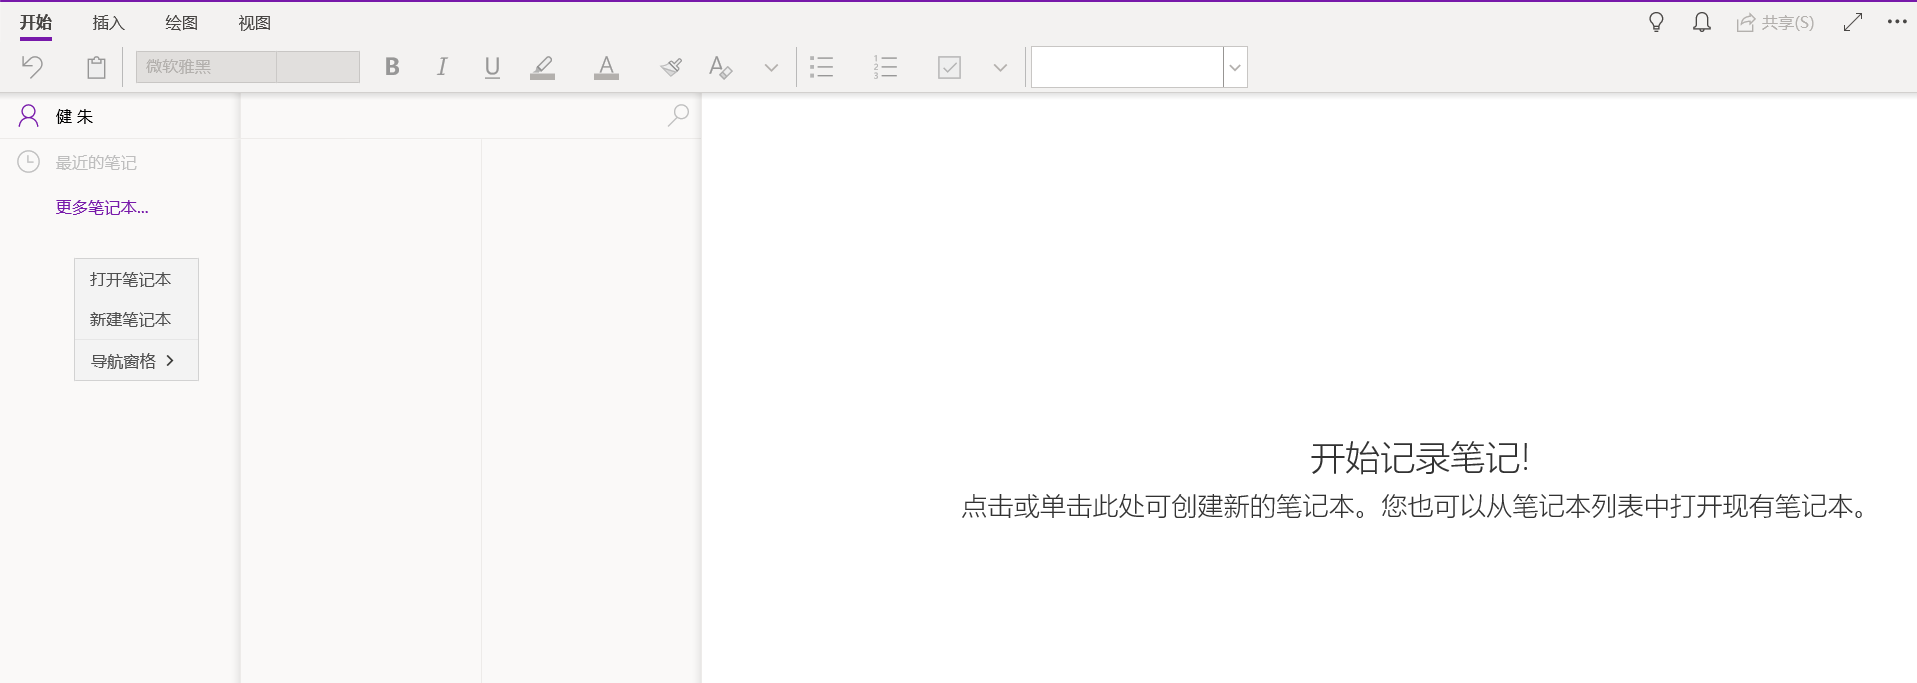 开始 插入 绘图 视图 共享(S)
微软雅黑 B I U A A 1 2 3
健 朱
最近的笔记
更多笔记本...
打开笔记本
新建笔记本
导航窗格
开始记录笔记!
点击或单击此处可创建新的笔记本。您也可以从笔记本列表中打开现有笔记本。